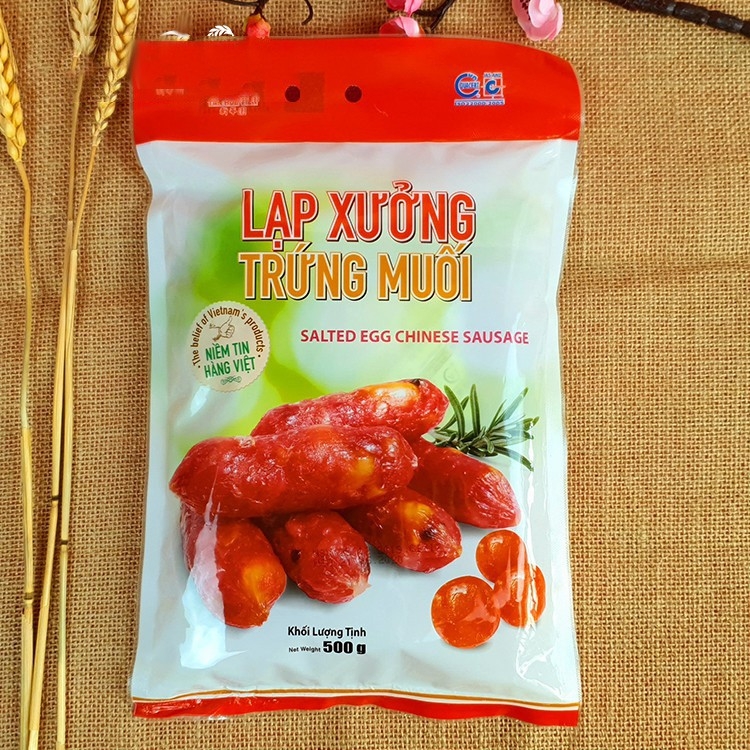 LẠP XƯỞNG
TRỨNG MUỐI
SALTED EGG CHINESE SAUSAGE
The belief of Vietnam's products
NIỀM TIN
HÀNG VIỆT
Khối Lượng Tịnh
Net Weight 500 g